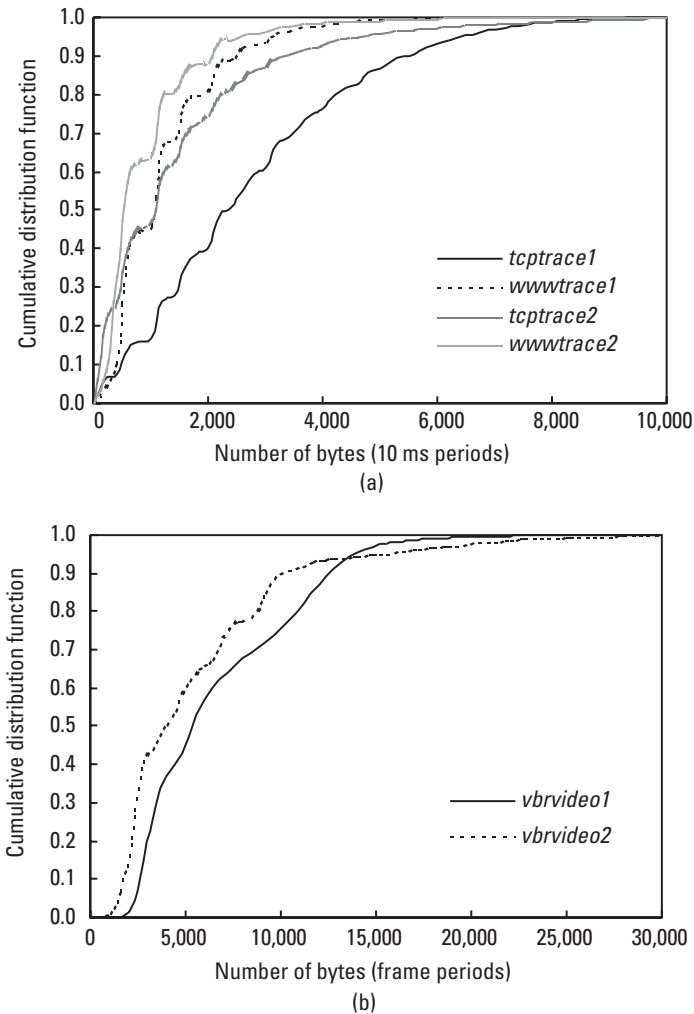 Cumulative distribution function
1.0
0.9
0.8
0.7
0.6
0.5
0.4
0.3
0.2
0.1
0.0
tcptrace1
wwwtrace1
tcptrace2
wwwtrace2
0 2,000 4,000 6,000 8,000 10,000
Number of bytes (10 ms periods)
(a)
Cumulative distribution function
1.0
0.9
0.8
0.7
0.6
0.5
0.4
0.3
0.2
0.1
0.0
vbrvideo1
vbrvideo2
0 5,000 10,000 15,000 20,000 25,000 30,000
Number of bytes (frame periods)
(b)